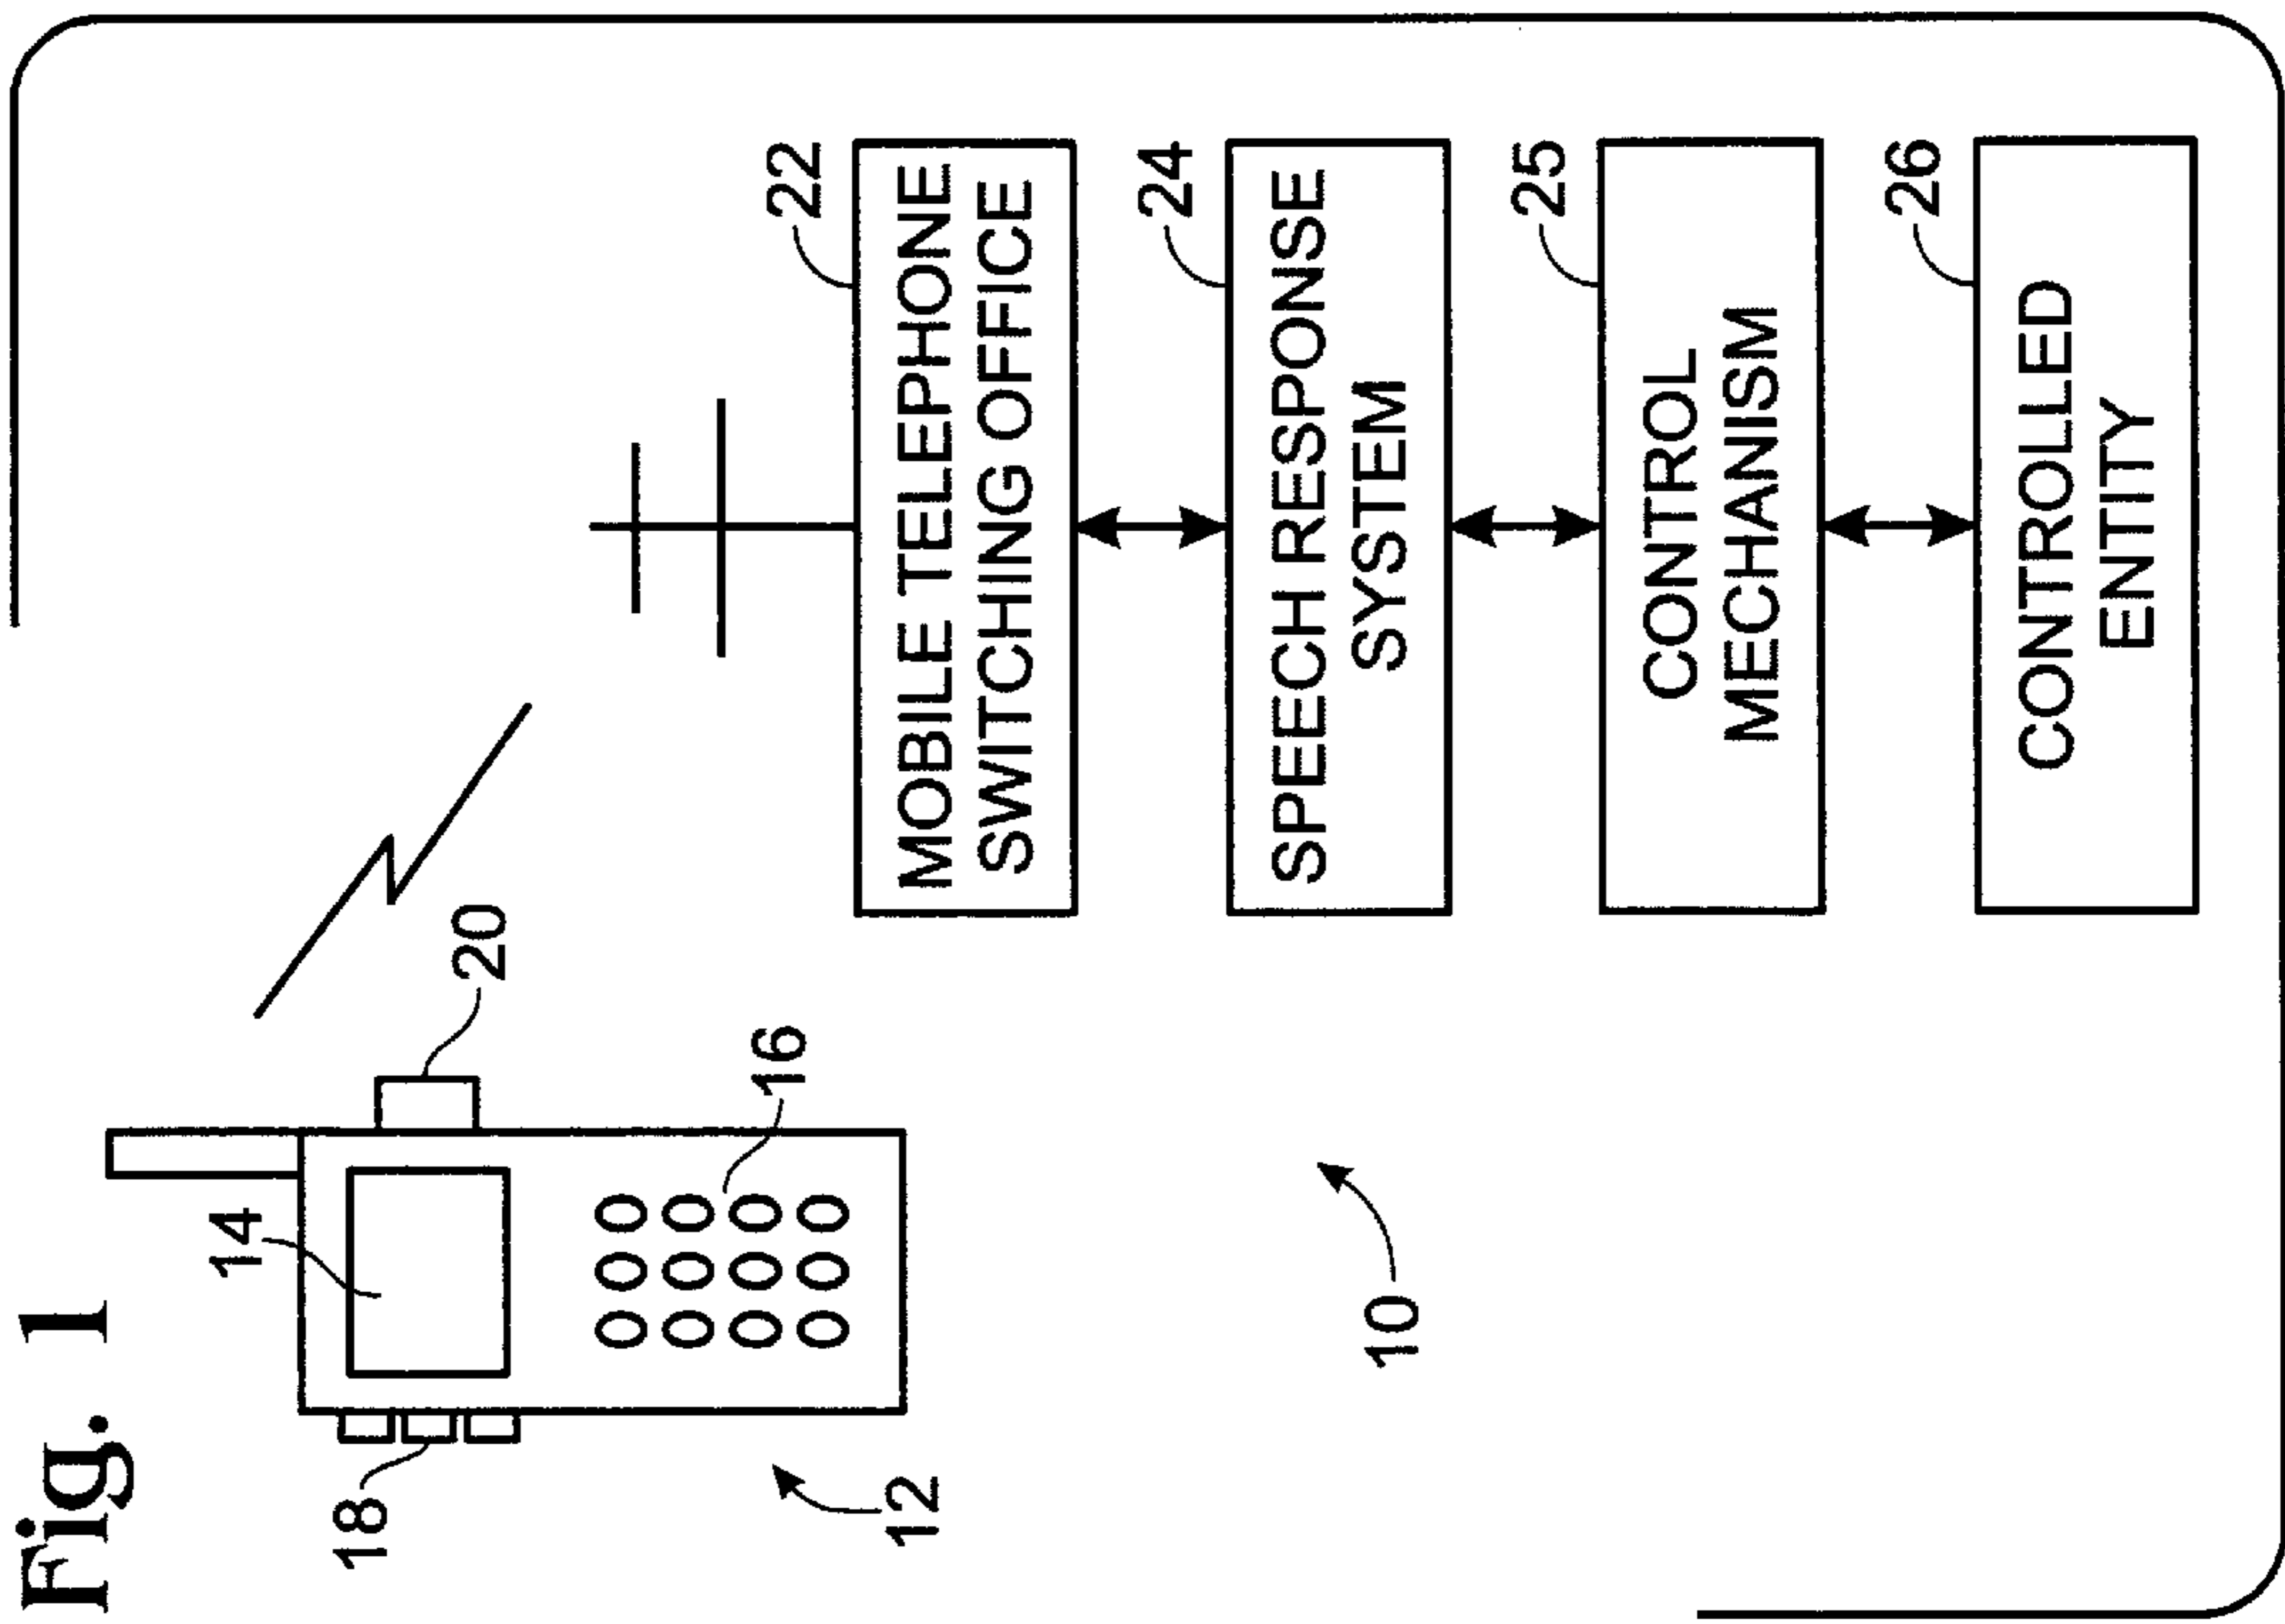 Fig. 1
14
18
20
16
12
10
22
MOBILE TELEPHONE
SWITCHING OFFICE
24
SPEECH RESPONSE
SYSTEM
25
CONTROL
MECHANISM
26
CONTROLLED
ENTITY